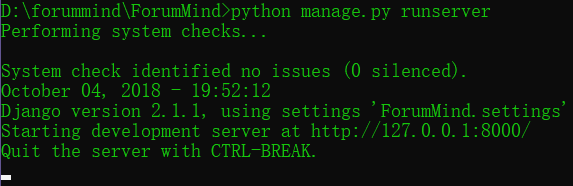 D:\forummind\ForumMind>python manage.py runserver
Performing system checks...
System check identified no issues (0 silenced).
October 04, 2018 - 19:52:12
Django version 2.1.1, using settings 'ForumMind.settings'
Starting development server at http://127.0.0.1:8000/
Quit the server with CTRL-BREAK.